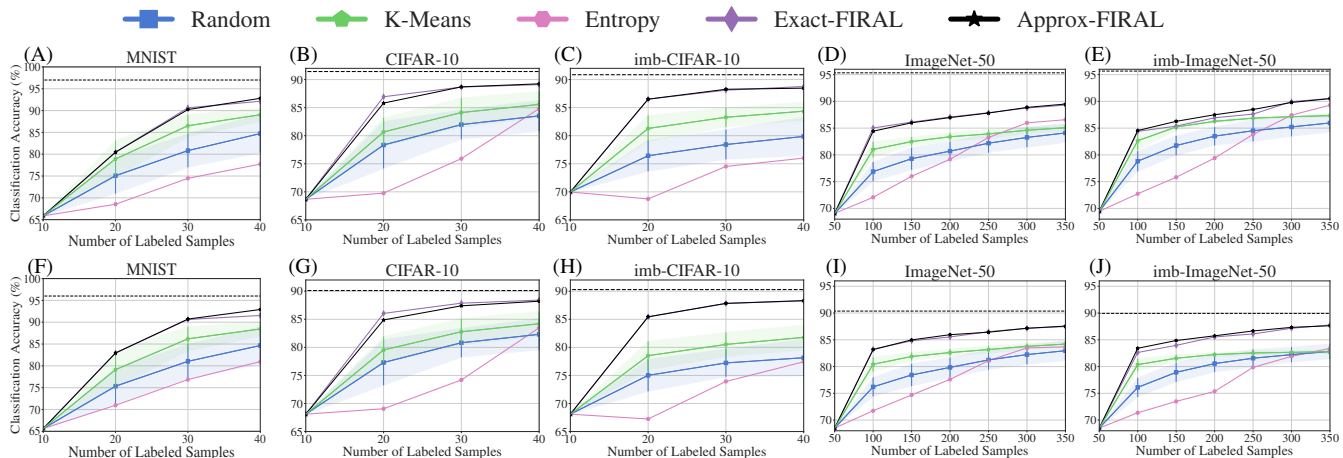 Random K-Means Entropy Exact-FIRAL Approx-FIRAL
(A) MNIST
Classification Accuracy (%)
100
95
90
85
80
75
70
65
10 20 30 40
Number of Labeled Samples
(B) CIFAR-10
90
85
80
75
70
65
10 20 30 40
Number of Labeled Samples
(C) imb-CIFAR-10
90
85
80
75
70
65
10 20 30 40
Number of Labeled Samples
(D) ImageNet-50
95
90
85
80
75
70
50 100 150 200 250 300 350
Number of Labeled Samples
(E) imb-ImageNet-50
95
90
85
80
75
70
50 100 150 200 250 300 350
Number of Labeled Samples
(F) MNIST
Classification Accuracy (%)
100
95
90
85
80
75
70
65
10 20 30 40
Number of Labeled Samples
(G) CIFAR-10
95
90
85
80
75
70
65
10 20 30 40
Number of Labeled Samples
(H) imb-CIFAR-10
95
90
85
80
75
70
65
10 20 30 40
Number of Labeled Samples
(I) ImageNet-50
95
90
85
80
75
70
50 100 150 200 250 300 350
Number of Labeled Samples
(J) imb-ImageNet-50
95
90
85
80
75
70
50 100 150 200 250 300 350
Number of Labeled Samples